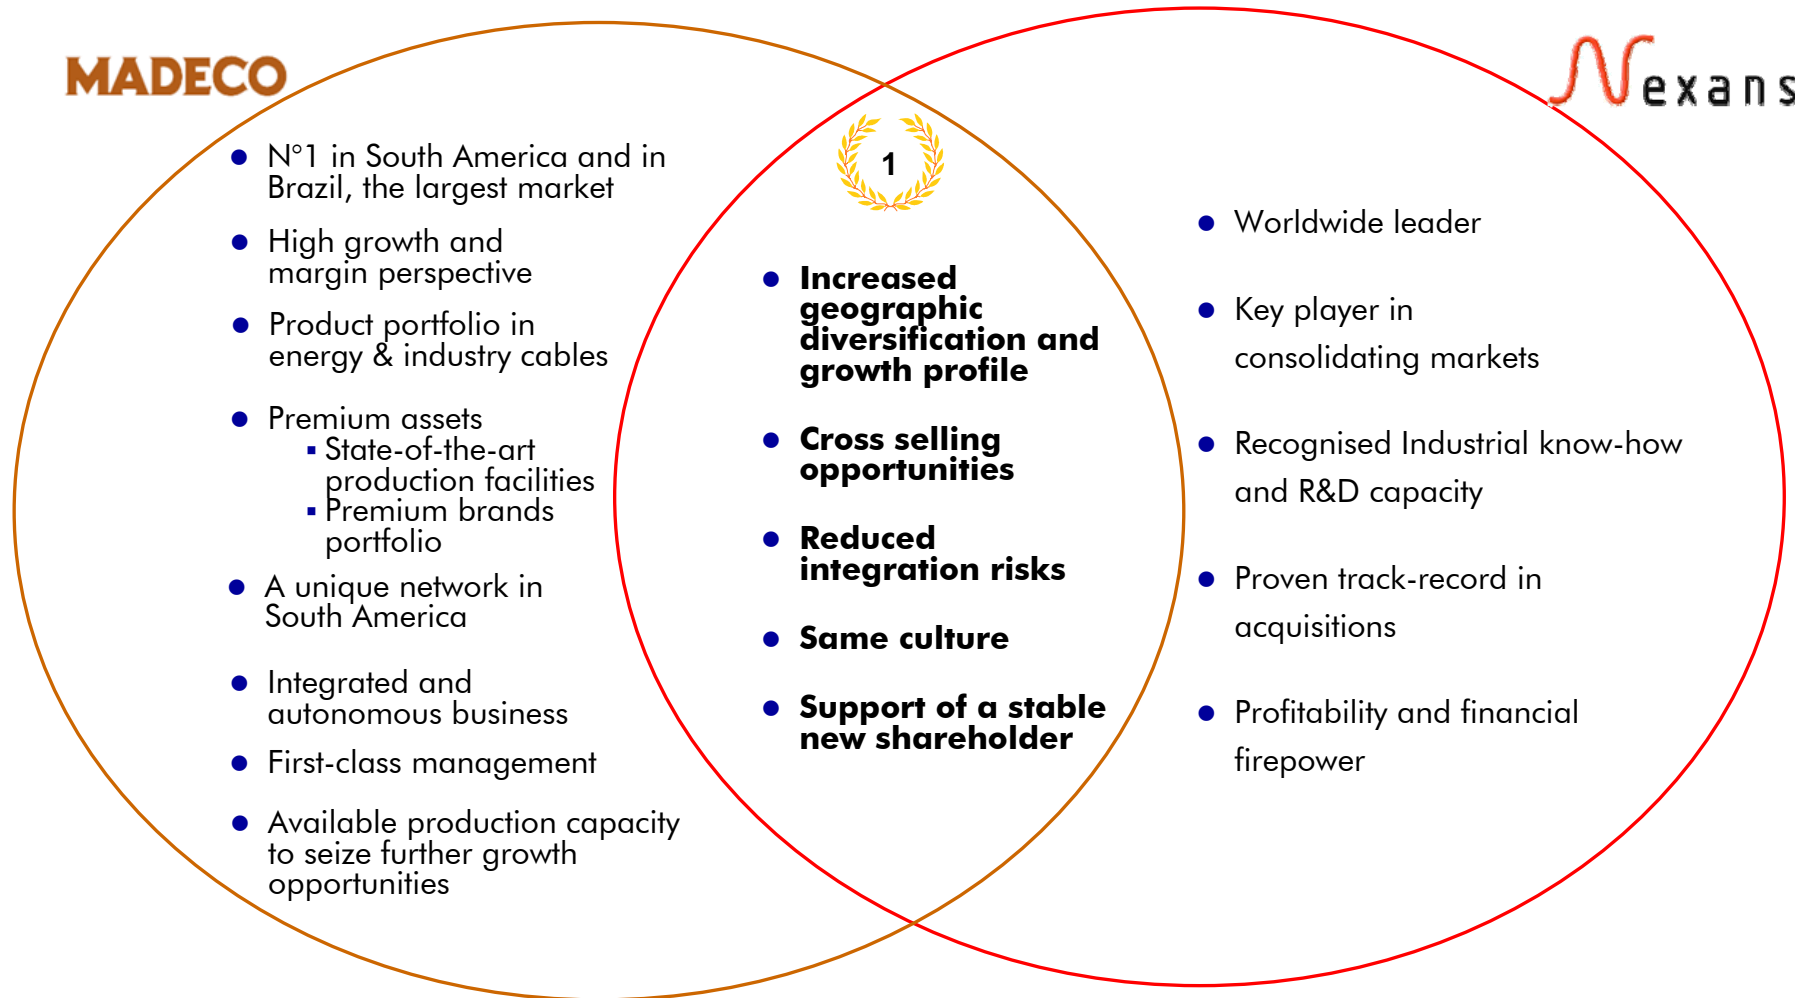 MADECO
N°1 in South America and in
Brazil, the largest market
High growth and
margin perspective
Product portfolio in
energy & industry cables
Premium assets
State-of-the-art
production facilities
Premium brands
portfolio
A unique network in
South America
Integrated and
autonomous business
First-class management
Available production capacity
to seize further growth
opportunities
1
Increased
geographic
diversification and
growth profile
Cross selling
opportunities
Reduced
integration risks
Same culture
Support of a stable
new shareholder
Nexans
Worldwide leader
Key player in
consolidating markets
Recognised Industrial know-how
and R&D capacity
Proven track-record in
acquisitions
Profitability and financial
firepower